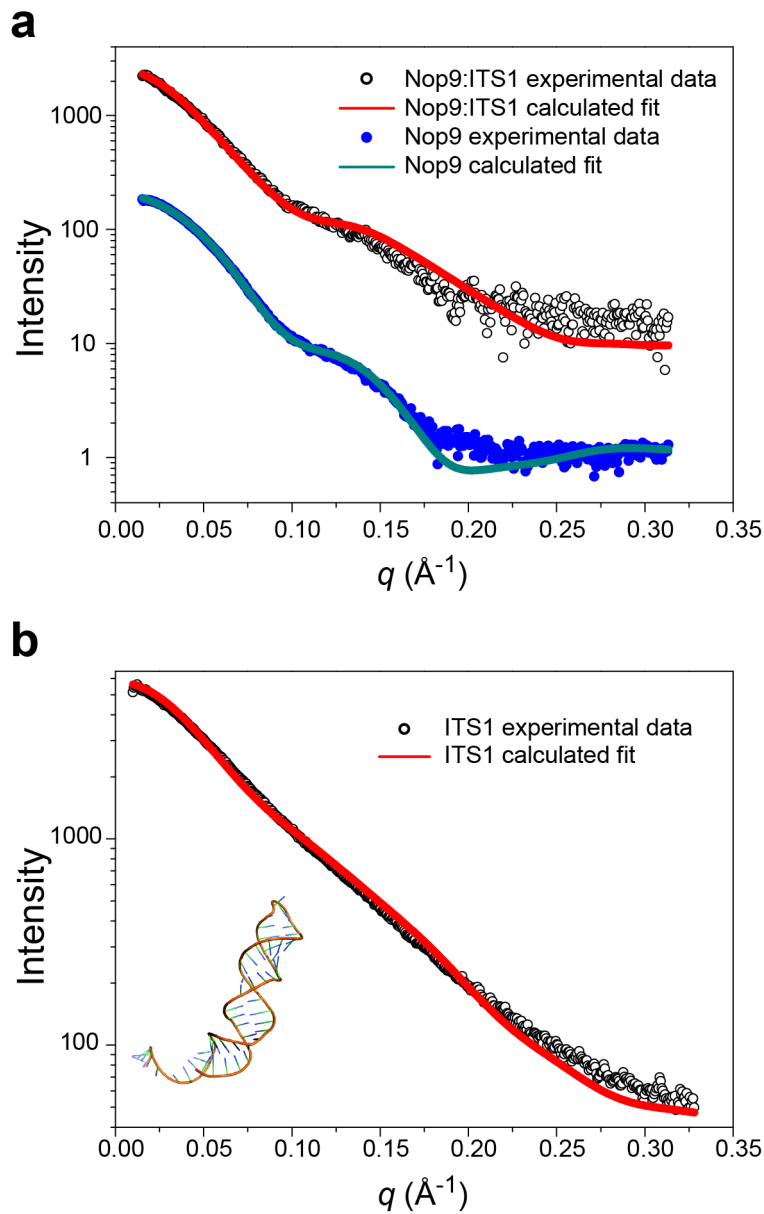 a
Nop9:ITS1 experimental data
Nop9:ITS1 calculated fit
Nop9 experimental data
Nop9 calculated fit
Intensity
1000
100
10
1
0.00 0.05 0.10 0.15 0.20 0.25 0.30 0.35
q (Å-1)
b
ITS1 experimental data
ITS1 calculated fit
Intensity
1000
100
0.00 0.05 0.10 0.15 0.20 0.25 0.30 0.35
q (Å-1)